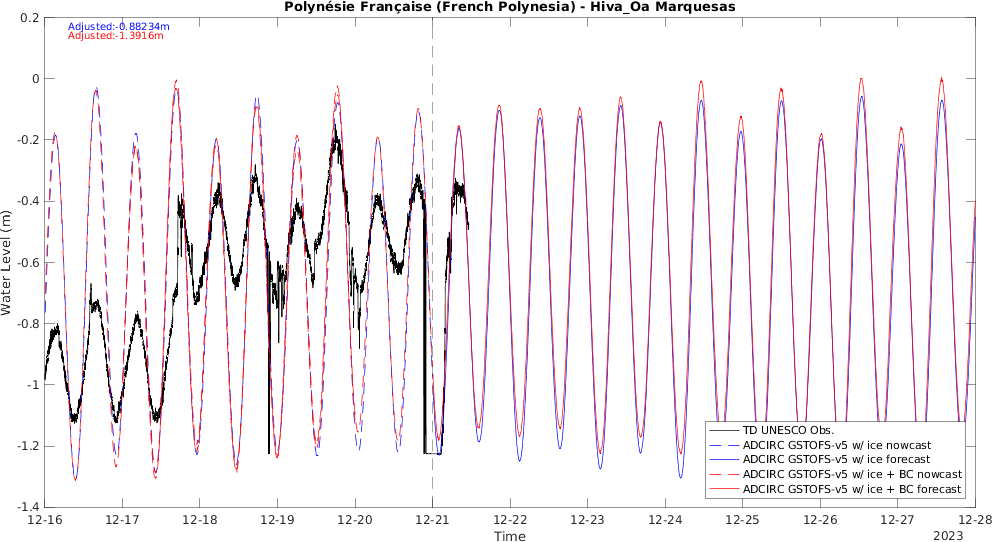 Polynésie Française (French Polynesia) - Hiva_Oa Marquesas
Adjusted:-0.88234m
Adjusted:-1.3916m
0.2
0
-0.2
-0.4
-0.6
-0.8
-1
-1.2
-1.4
Water Level (m)
TD UNESCO Obs.
ADCIRC GSTOFS-v5 w/ ice nowcast
ADCIRC GSTOFS-v5 w/ ice forecast
ADCIRC GSTOFS-v5 w/ ice + BC nowcast
ADCIRC GSTOFS-v5 w/ ice + BC forecast
12-16 12-17 12-18 12-19 12-20 12-21 12-22 12-23 12-24 12-25 12-26 12-27 12-28
Time
2023